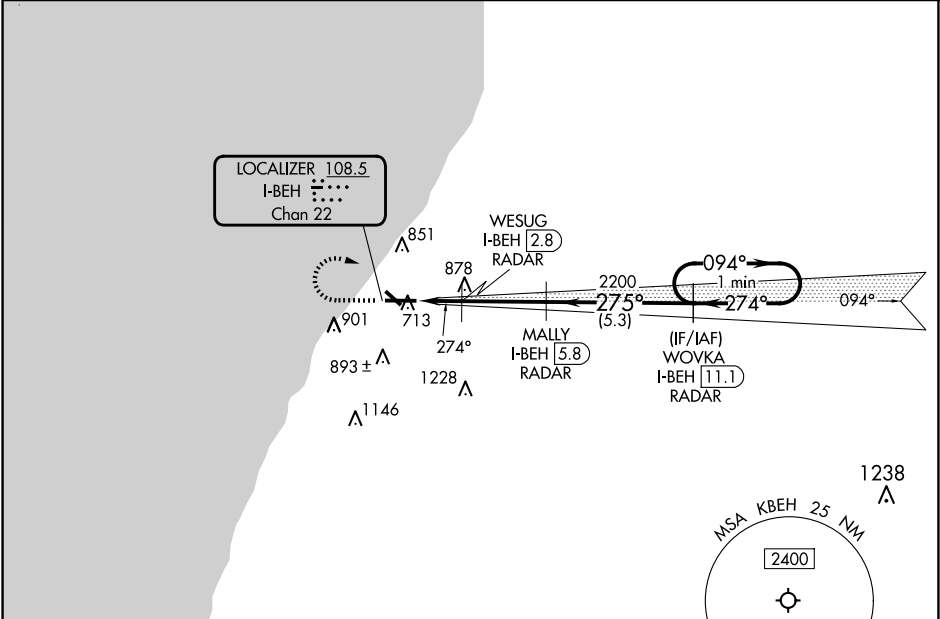 LOCALIZER 108.5
I-BEH
Chan 22
851
WESUG
I-BEH 2.8
RADAR
878
2200
094°
1 min
275°
274°
094°
(5.3)
901
713
274°
MALLY
I-BEH 5.8
RADAR
(IF/IAF)
WOVKA
I-BEH 11.1
RADAR
893 ±
1228
1146
1238
MSA KBEH 25 NM
2400